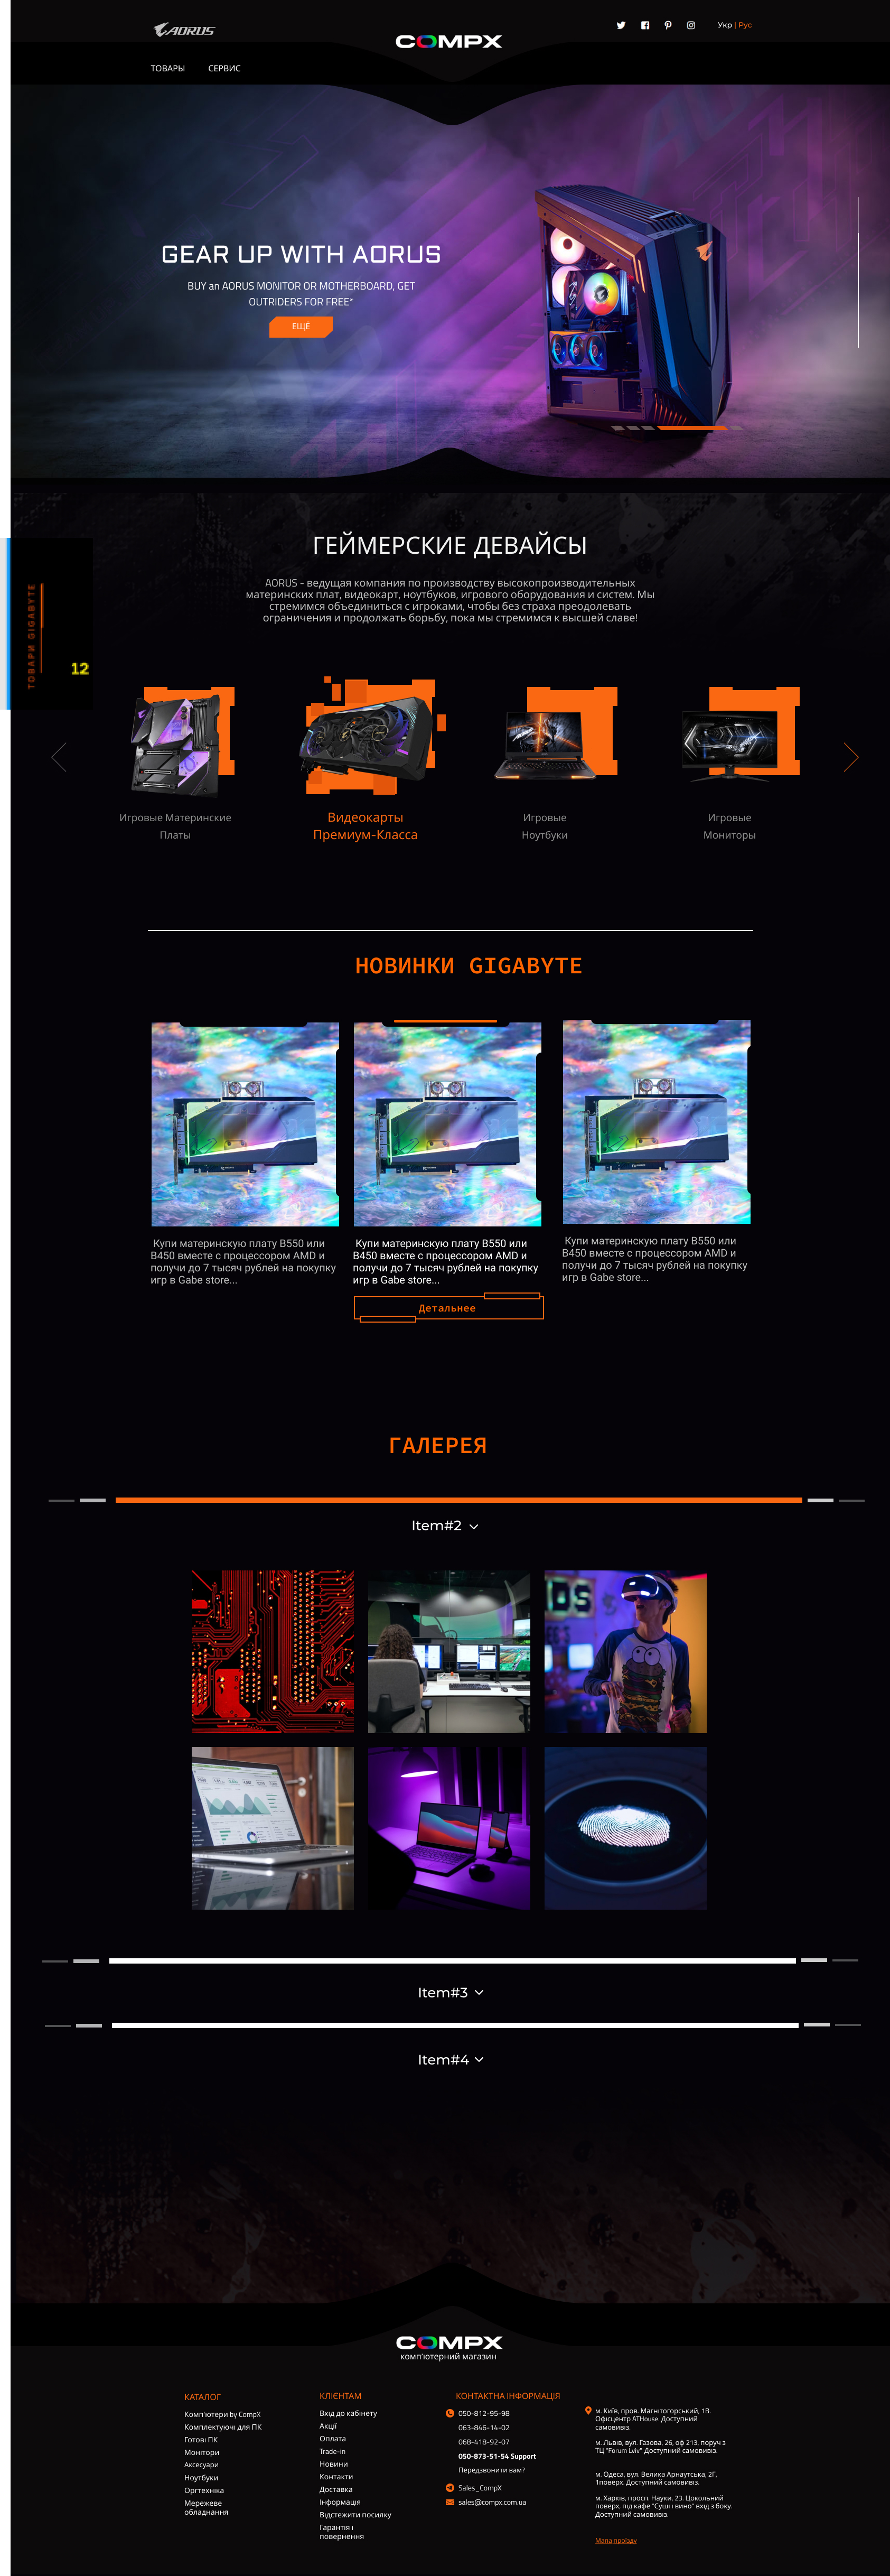 AORUS
COMPX
Укр | Рус
ТОВАРЫ СЕРВИС
GEAR UP WITH AORUS
BUY an AORUS MONITOR OR MOTHERBOARD, GET
OUTRIDERS FOR FREE*
ЕЩЁ
ГЕЙМЕРСКИЕ ДЕВАЙСЫ
AORUS - ведущая компания по производству высокопроизводительных
материнских плат, видеокарт, ноутбуков, игрового оборудования и систем. Мы
стремимся объединиться с игроками, чтобы без страха преодолевать
ограничения и продолжать борьбу, пока мы стремимся к высшей славе!
ТОВАРИ GIGABYTE
12
Игровые Материнские
Платы
Видеокарты
Премиум-Класса
Игровые
Ноутбуки
Игровые
Мониторы
НОВИНКИ GIGABYTE
Купи материнскую плату B550 или
B450 вместе с процессором AMD и
получи до 7 тысяч рублей на покупку
игр в Gabe store...
Купи материнскую плату B550 или
B450 вместе с процессором AMD и
получи до 7 тысяч рублей на покупку
игр в Gabe store...
Купи материнскую плату B550 или
B450 вместе с процессором AMD и
получи до 7 тысяч рублей на покупку
игр в Gabe store...
Детальнее
ГАЛЕРЕЯ
Item#2
Item#3
Item#4
COMPX
комп'ютерний магазин
КАТАЛОГ
Комп'ютери by CompX
Комплектуючі для ПК
Готові ПК
Монітори
Аксесуари
Ноутбуки
Оргтехніка
Мережеве
обладнання
КЛІЄНТАМ
Вхід до кабінету
Акції
Оплата
Trade-in
Новини
Контакти
Доставка
Інформація
Відстежити посилку
Гарантія і
повернення
КОНТАКТНА ІНФОРМАЦІЯ
050-812-95-98
063-846-14-02
068-418-92-07
050-873-51-54 Support
Передзвонити вам?
Sales_CompX
sales@compx.com.ua
м. Київ, пров. Магнітогорський, 1В.
Офісцентр ATHouse. Доступний
самовивіз.
м. Львів, вул. Газова, 26, оф 213, поруч з
ТЦ "Forum Lviv". Доступний самовивіз.
м. Одеса, вул. Велика Арнаутська, 2Г,
1поверх. Доступний самовивіз.
м. Харків, просп. Науки, 23. Цокольний
поверх, під кафе "Суші і вино" вхід з боку.
Доступний самовивіз.
Мапа проїзду